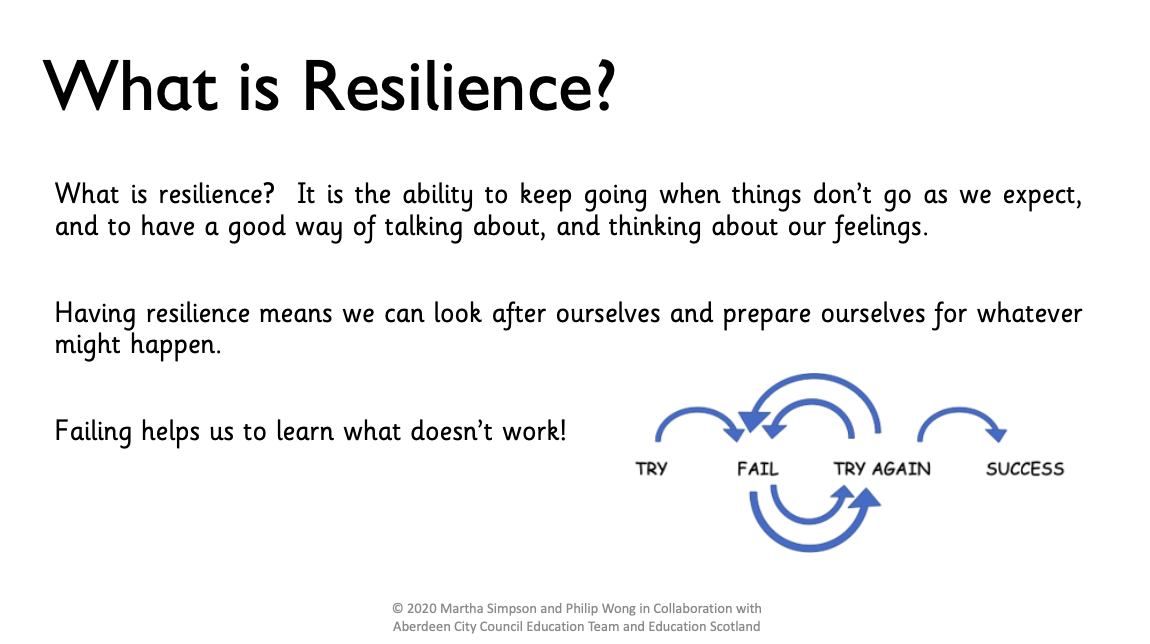 What is Resilience?
What is resilience?  It is the ability to keep going when things don't go as we expect,
and to have a good way of talking about, and thinking about our feelings.
Having resilience means we can look after ourselves and prepare ourselves for whatever
might happen.
Failing helps us to learn what doesn't work!
TRY FAIL TRY AGAIN SUCCESS
© 2020 Martha Simpson and Philip Wong in Collaboration with
Aberdeen City Council Education Team and Education Scotland